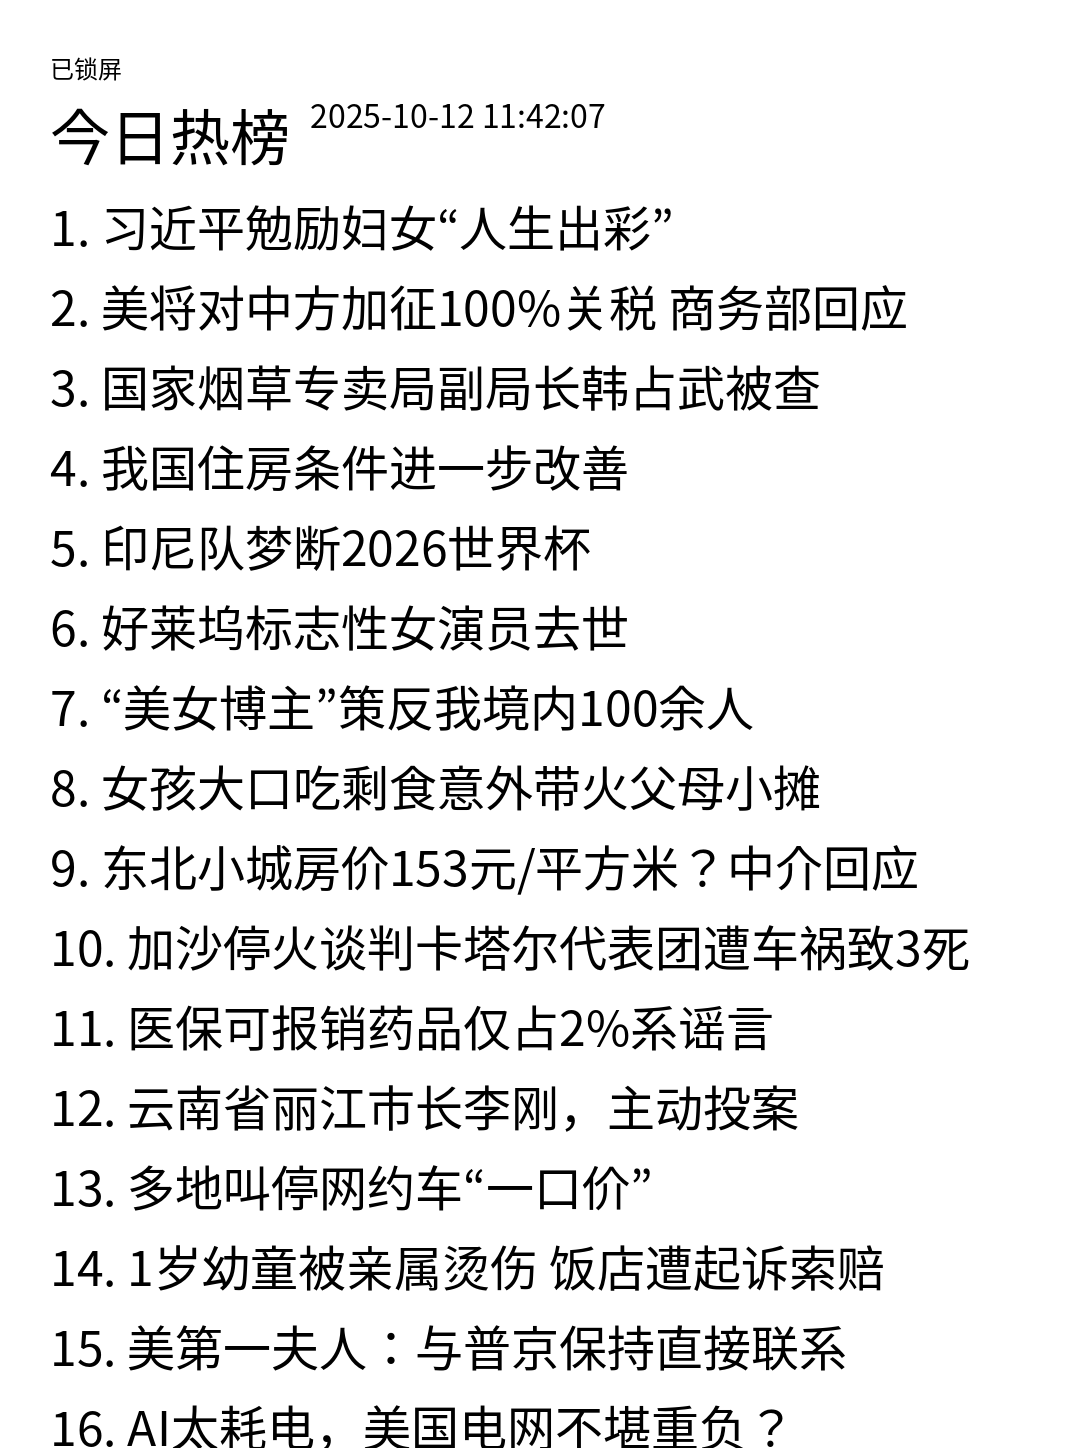 已锁屏
今日热榜 2025-10-12 11:42:07
1. 习近平勉励妇女“人生出彩”
2. 美将对中方加征100%关税 商务部回应
3. 国家烟草专卖局副局长韩占武被查
4. 我国住房条件进一步改善
5. 印尼队梦断2026世界杯
6. 好莱坞标志性女演员去世
7. “美女博主”策反我境内100余人
8. 女孩大口吃剩食意外带火父母小摊
9. 东北小城房价153元/平方米？中介回应
10. 加沙停火谈判卡塔尔代表团遭车祸致3死
11. 医保可报销药品仅占2%系谣言
12. 云南省丽江市长李刚，主动投案
13. 多地叫停网约车“一口价”
14. 1岁幼童被亲属烫伤 饭店遭起诉索赔
15. 美第一夫人：与普京保持直接联系
16. AI太耗电，美国电网不堪重负？